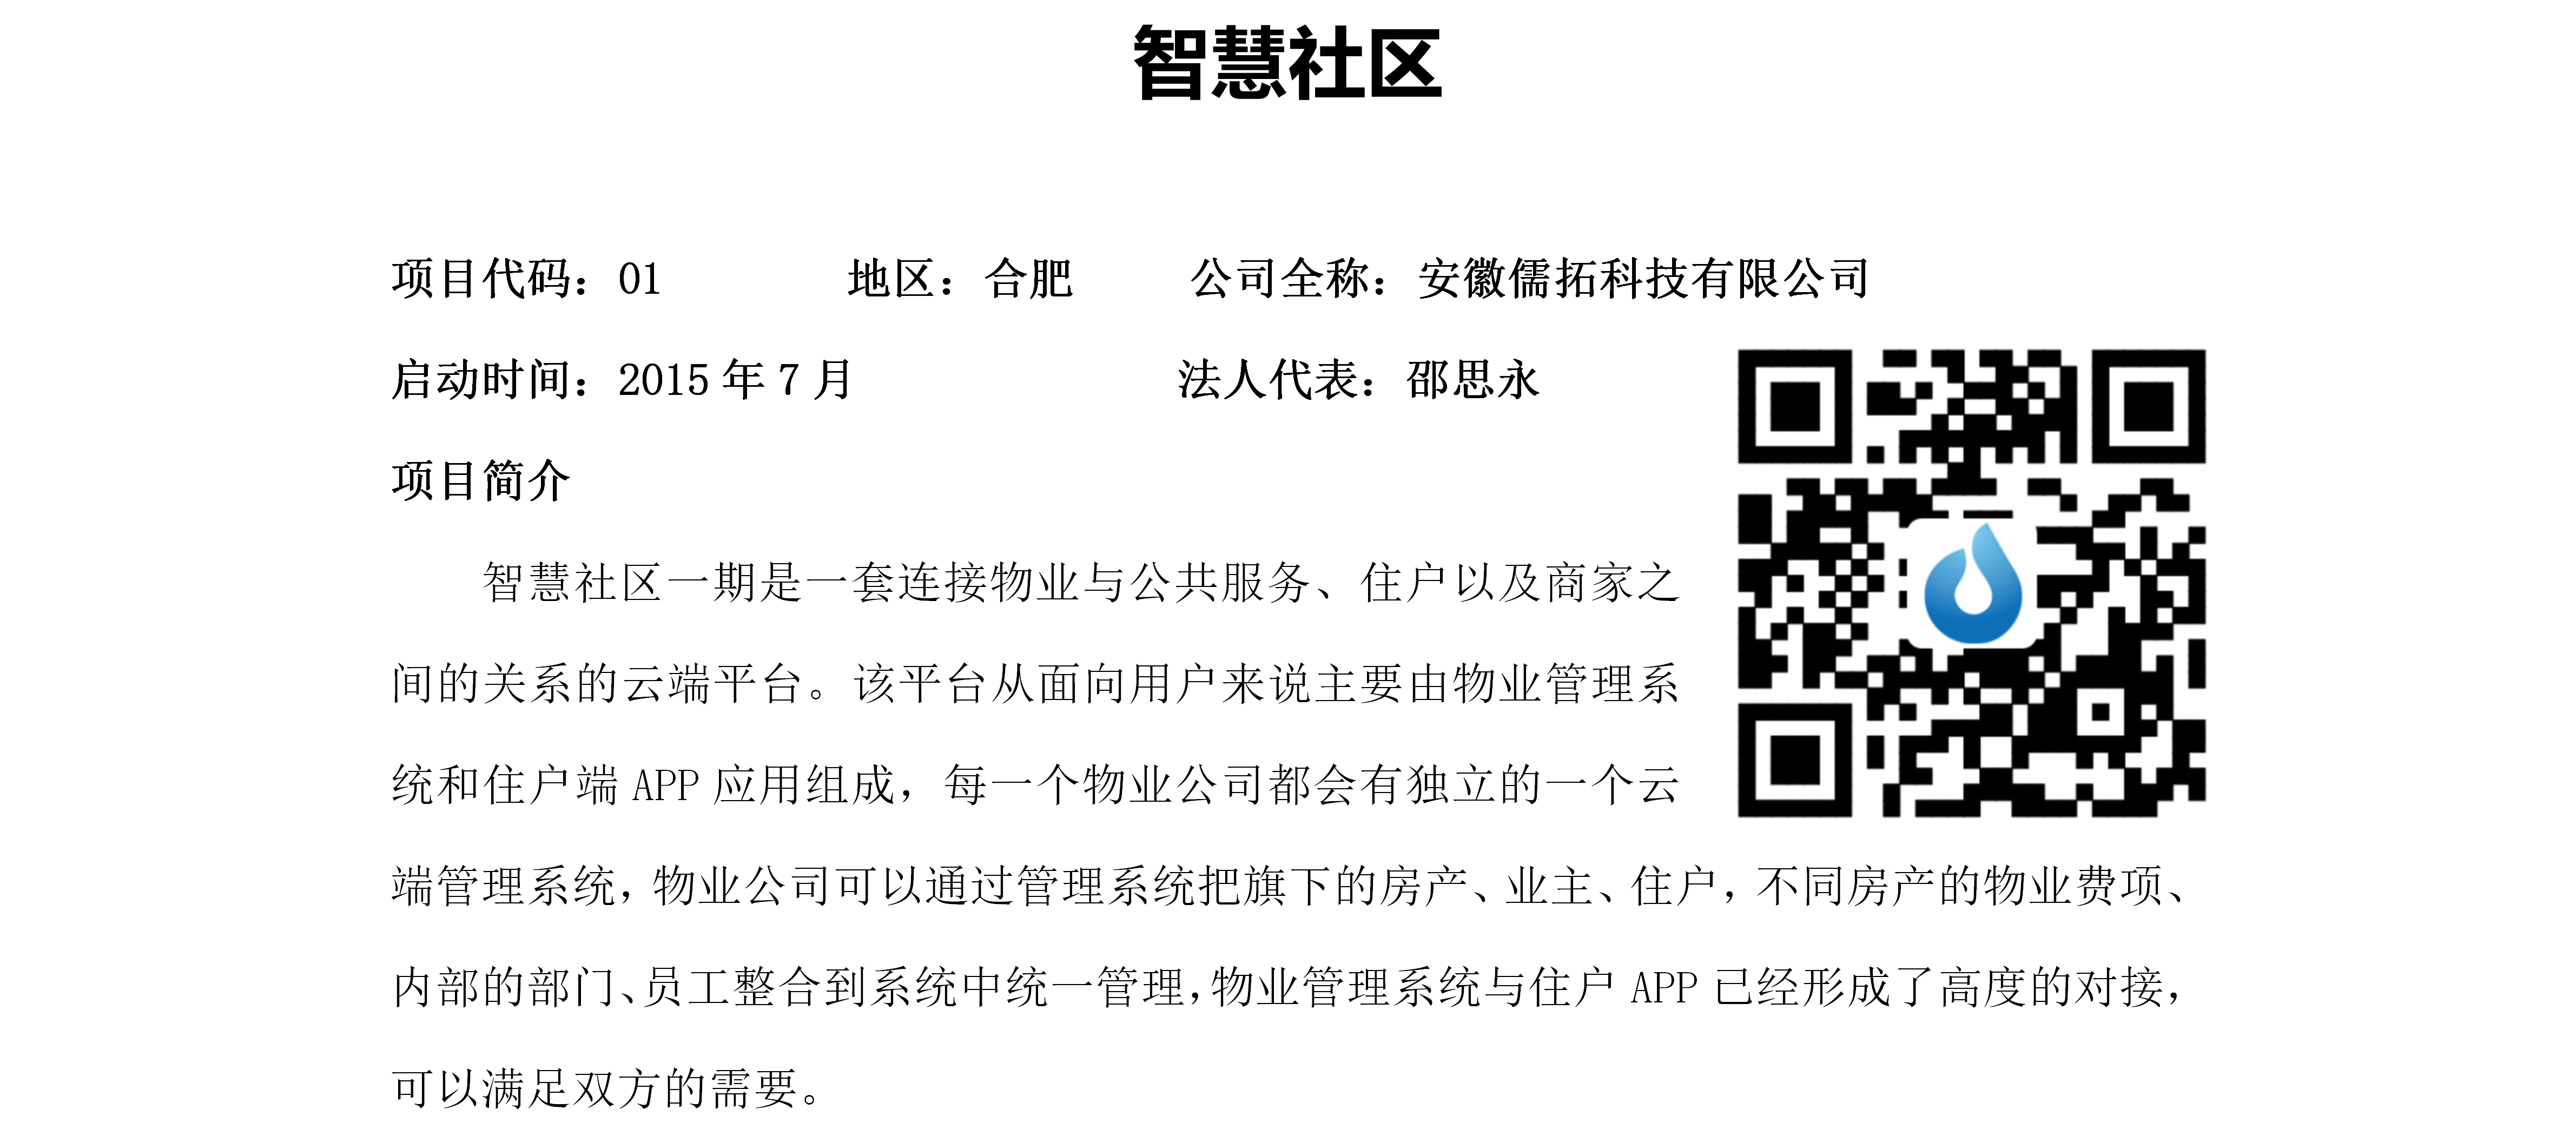 智慧社区
项目代码：01 地区：合肥 公司全称：安徽儒拓科技有限公司
启动时间：2015 年 7 月 法人代表：邵思永
项目简介
智慧社区一期是一套连接物业与公共服务、住户以及商家之
间的关系的云端平台。该平台从面向用户来说主要由物业管理系
统和住户端 APP 应用组成，每一个物业公司都会有独立的一个云
端管理系统，物业公司可以通过管理系统把旗下的房产、业主、住户，不同房产的物业费项、
内部的部门、员工整合到系统中统一管理，物业管理系统与住户 APP 已经形成了高度的对接，
可以满足双方的需要。